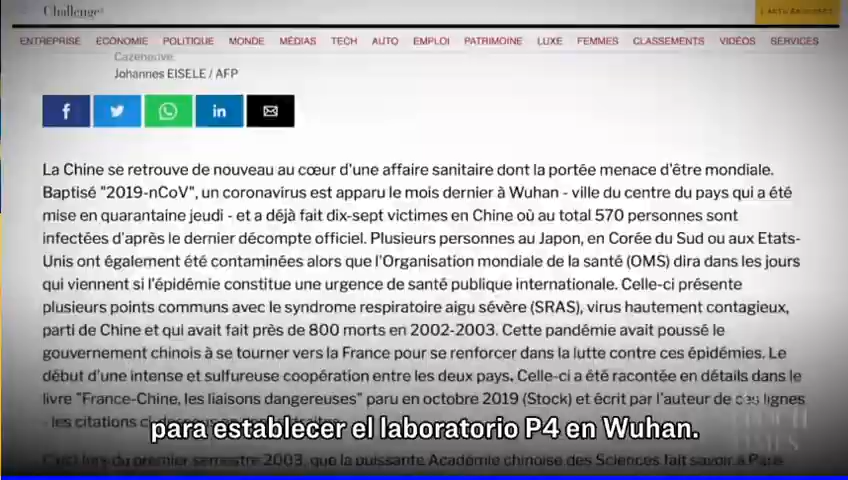 Challenges
ENTREPRISE ECONOMIE POLITIQUE MONDE MÉDIAS TECH AUTO EMPLOI PATRIMOINE LUXE FEMMES CLASSEMENTS VIDÉOS SERVICES
Cazeneuve.
Johannes EISELE / AFP
La Chine se retrouve de nouveau au cœur d'une affaire sanitaire dont la portée menace d'être mondiale.
Baptisé "2019-nCoV", un coronavirus est apparu le mois dernier à Wuhan - ville du centre du pays qui a été
mise en quarantaine jeudi - et a déjà fait dix-sept victimes en Chine où au total 570 personnes sont
infectées d'après le dernier décompte officiel. Plusieurs personnes au Japon, en Corée du Sud ou aux Etats-
Unis ont également été contaminées alors que l'Organisation mondiale de la santé (OMS) dira dans les jours
qui viennent si l'épidémie constitue une urgence de santé publique internationale. Celle-ci présente
plusieurs points communs avec le syndrome respiratoire aigu sévère (SRAS), virus hautement contagieux,
parti de Chine et qui avait fait près de 800 morts en 2002-2003. Cette pandémie avait poussé le
gouvernement chinois à se tourner vers la France pour se renforcer dans la lutte contre ces épidémies. Le
début d'une intense et sulfureuse coopération entre les deux pays. Celle-ci a été racontée en détails dans le
livre "France-Chine, les liaisons dangereuses" paru en octobre 2019 (Stock) et écrit par l'auteur de ces lignes
- les citations
para establecer el laboratorio P4 en Wuhan.
C'est lors du premier semestre 2003, que la puissante Académie chinoise des Sciences fait savoir à Paris